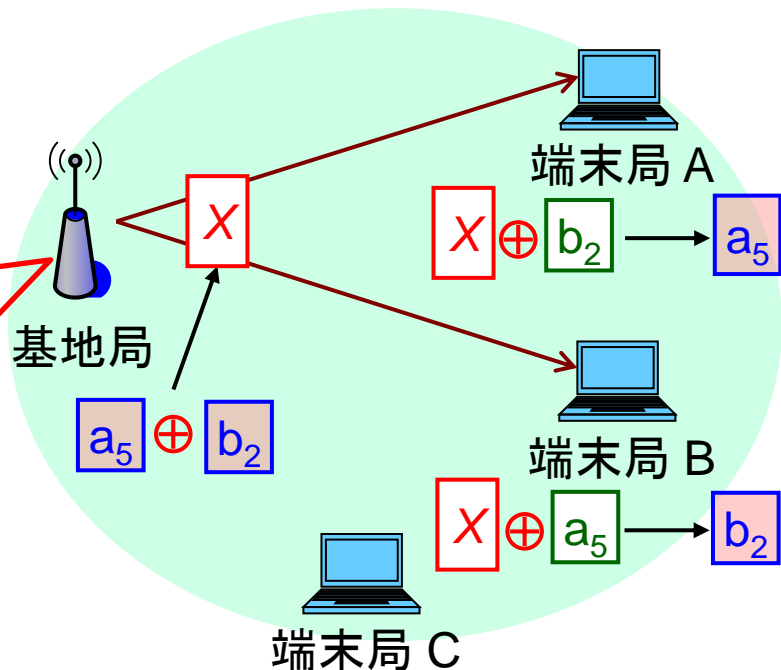 端末局 A
X
X ⊕ b₂ → a₅
基地局
a₅ ⊕ b₂
端末局 B
X ⊕ a₅ → b₂
端末局 C